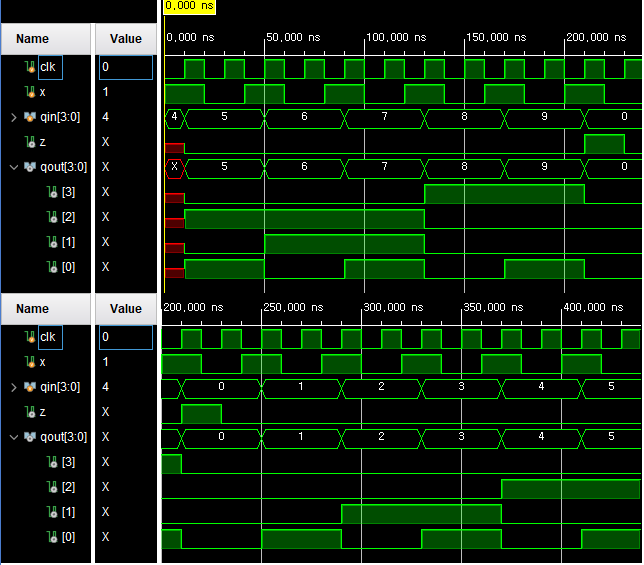 0,000 ns
Name Value 0,000 ns 50,000 ns 100,000 ns 150,000 ns 200,000 ns
clk 0
x 1
qin[3:0] 4 4 5 6 7 8 9 0
z X
qout[3:0] X X 5 6 7 8 9 0
[3] X
[2] X
[1] X
[0] X
Name Value 200,000 ns 250,000 ns 300,000 ns 350,000 ns 400,000 ns
clk 0
x 1
qin[3:0] 4 0 1 2 3 4 5
z X
qout[3:0] X 0 1 2 3 4 5
[3] X
[2] X
[1] X
[0] X